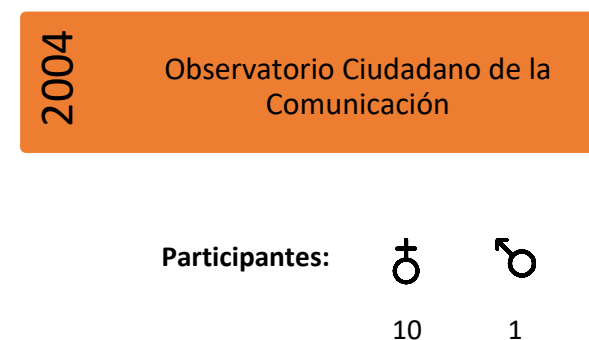 2004
Observatorio Ciudadano de la
Comunicación
Participantes:
10 1